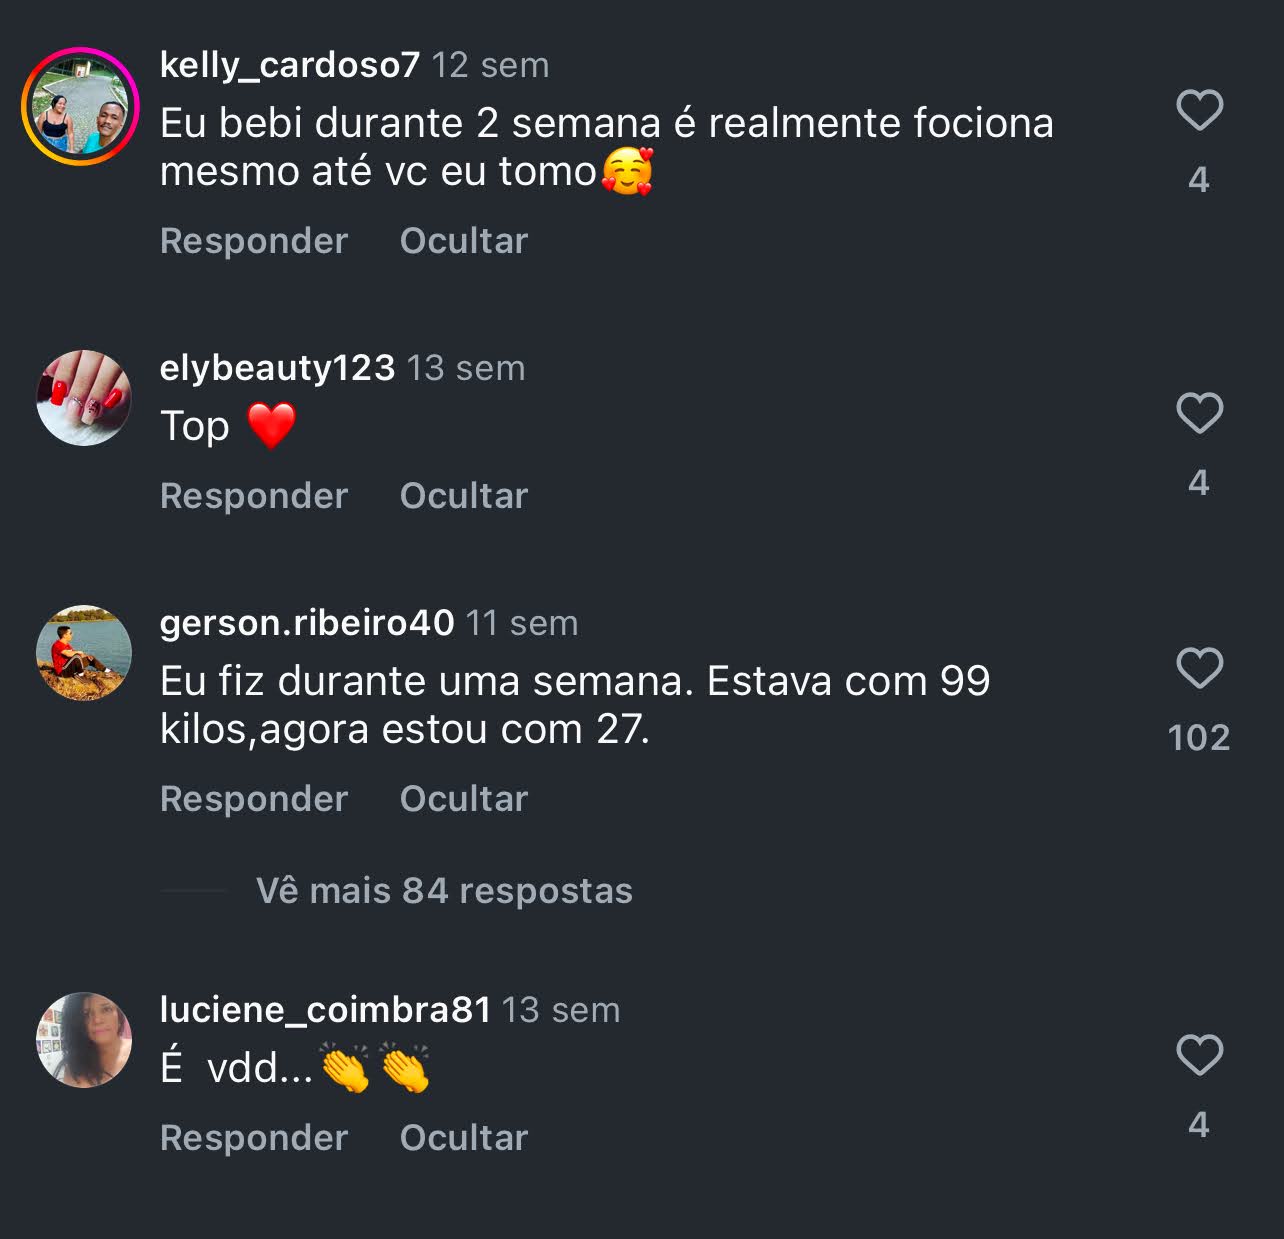 kelly_cardoso7 12 sem
Eu bebi durante 2 semana é realmente fociona
mesmo até vc eu tomo🥰
4
Responder Ocultar
elybeauty123 13 sem
Top ❤️
4
Responder Ocultar
gerson.ribeiro40 11 sem
Eu fiz durante uma semana. Estava com 99
kilos,agora estou com 27.
102
Responder Ocultar
Vê mais 84 respostas
luciene_coimbra81 13 sem
É  vdd...👏👏
4
Responder Ocultar